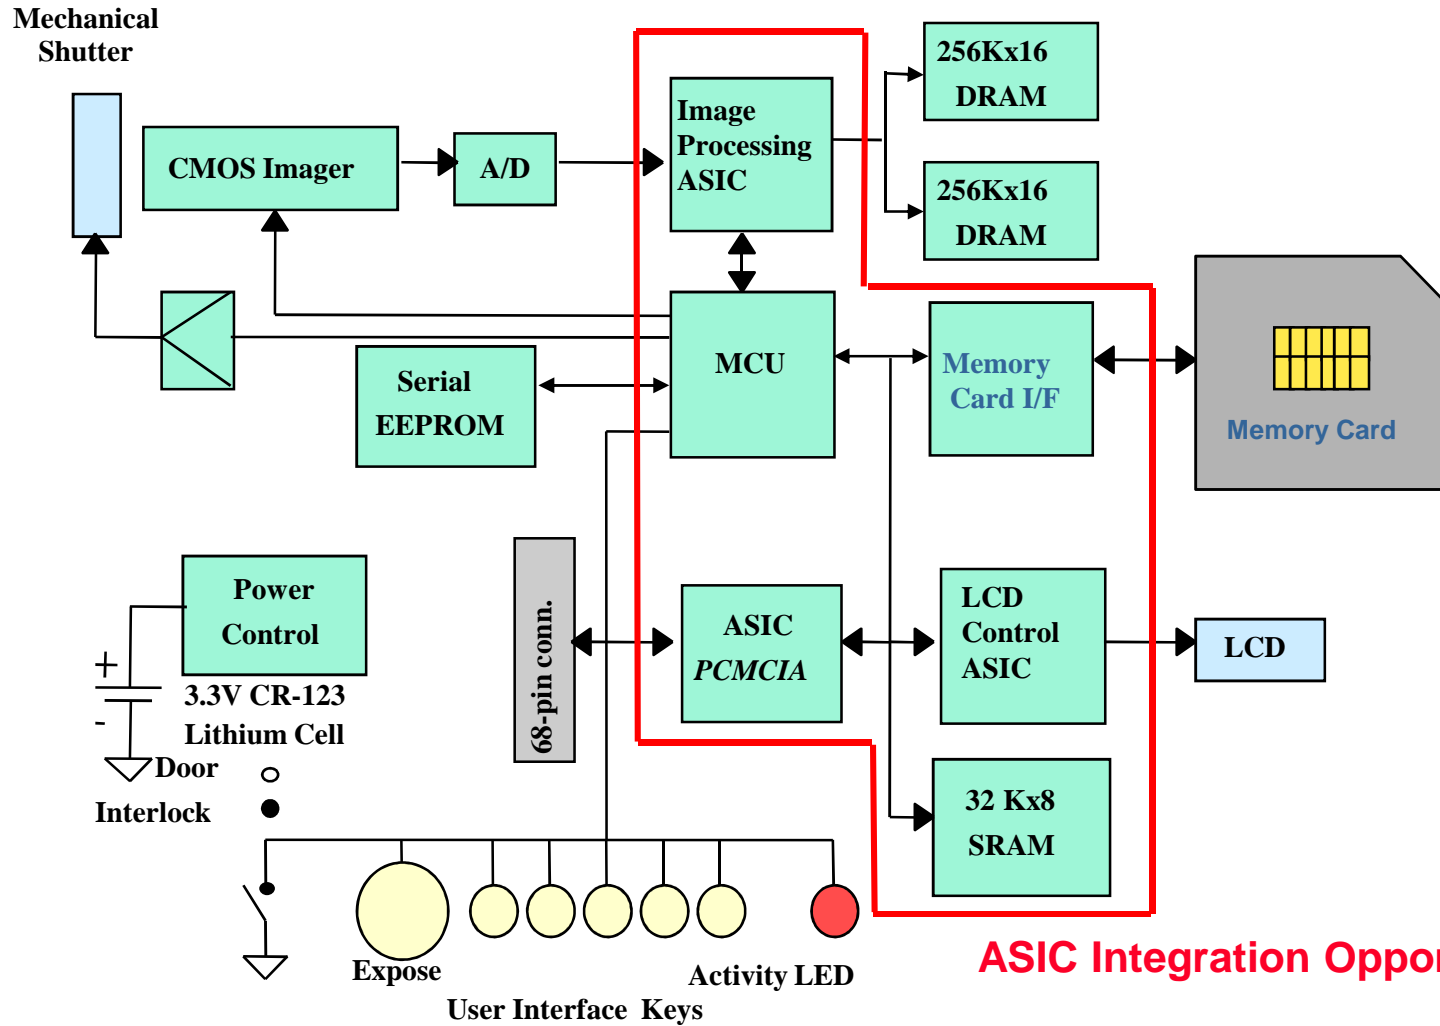 Mechanical
Shutter
CMOS Imager
A/D
Image
Processing
ASIC
256Kx16
DRAM
256Kx16
DRAM
Serial
EEPROM
MCU
Memory
Card I/F
Memory Card
Power
Control
+
-
3.3V CR-123
Lithium Cell
Door
Interlock
68-pin conn.
ASIC
PCMCIA
LCD
Control
ASIC
LCD
32 Kx8
SRAM
Expose
Activity LED
User Interface Keys
ASIC Integration